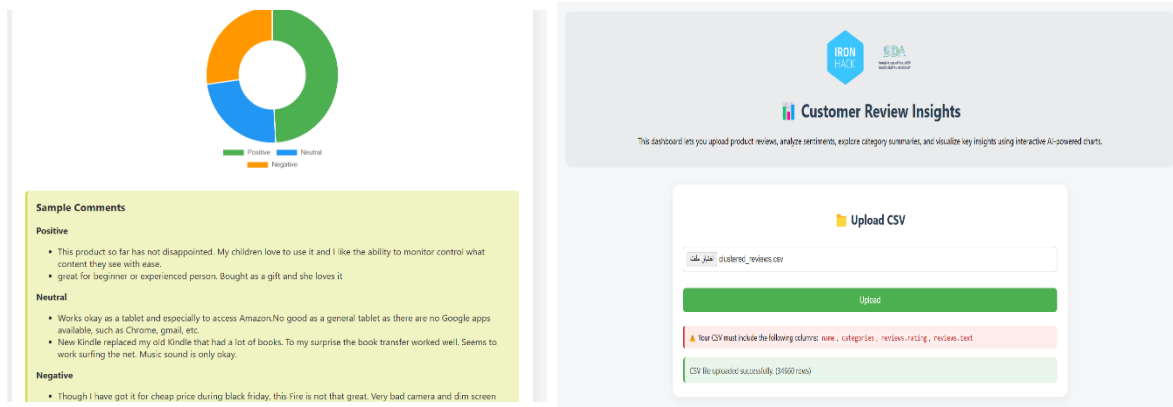 Positive
Neutral
Negative
Sample Comments
Positive
• This product so far has not disappointed. My children love to use it and I like the ability to monitor control what
content they see with ease.
• great for beginner or experienced person. Bought as a gift and she loves it
Neutral
• Works okay as a tablet and especially to access Amazon.No good as a general tablet as there are no Google apps
available, such as Chrome, gmail, etc.
• New Kindle replaced my old Kindle that had a lot of books. To my surprise the book transfer worked well. Seems to
work surfing the net. Music sound is only okay.
Negative
• Though I have got it for cheap price during black friday, this Fire is not that great. Very bad camera and dim screen
IRON
HACK
SDA
Customer Review Insights
This dashboard lets you upload product reviews, analyze sentiments, explore category summaries, and visualize key insights using interactive AI-powered charts.
Upload CSV
اختيار ملف clustered_reviews.csv
Upload
Your CSV must include the following columns: name, categories, reviews.rating, reviews.text
CSV file uploaded successfully. (34660 rows)